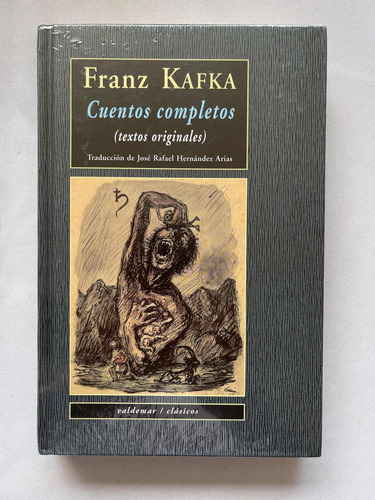 Franz KAFKA
Cuentos completos
(textos originales)
Traducción de José Rafael Hernández Arias
valdemar / clásicos